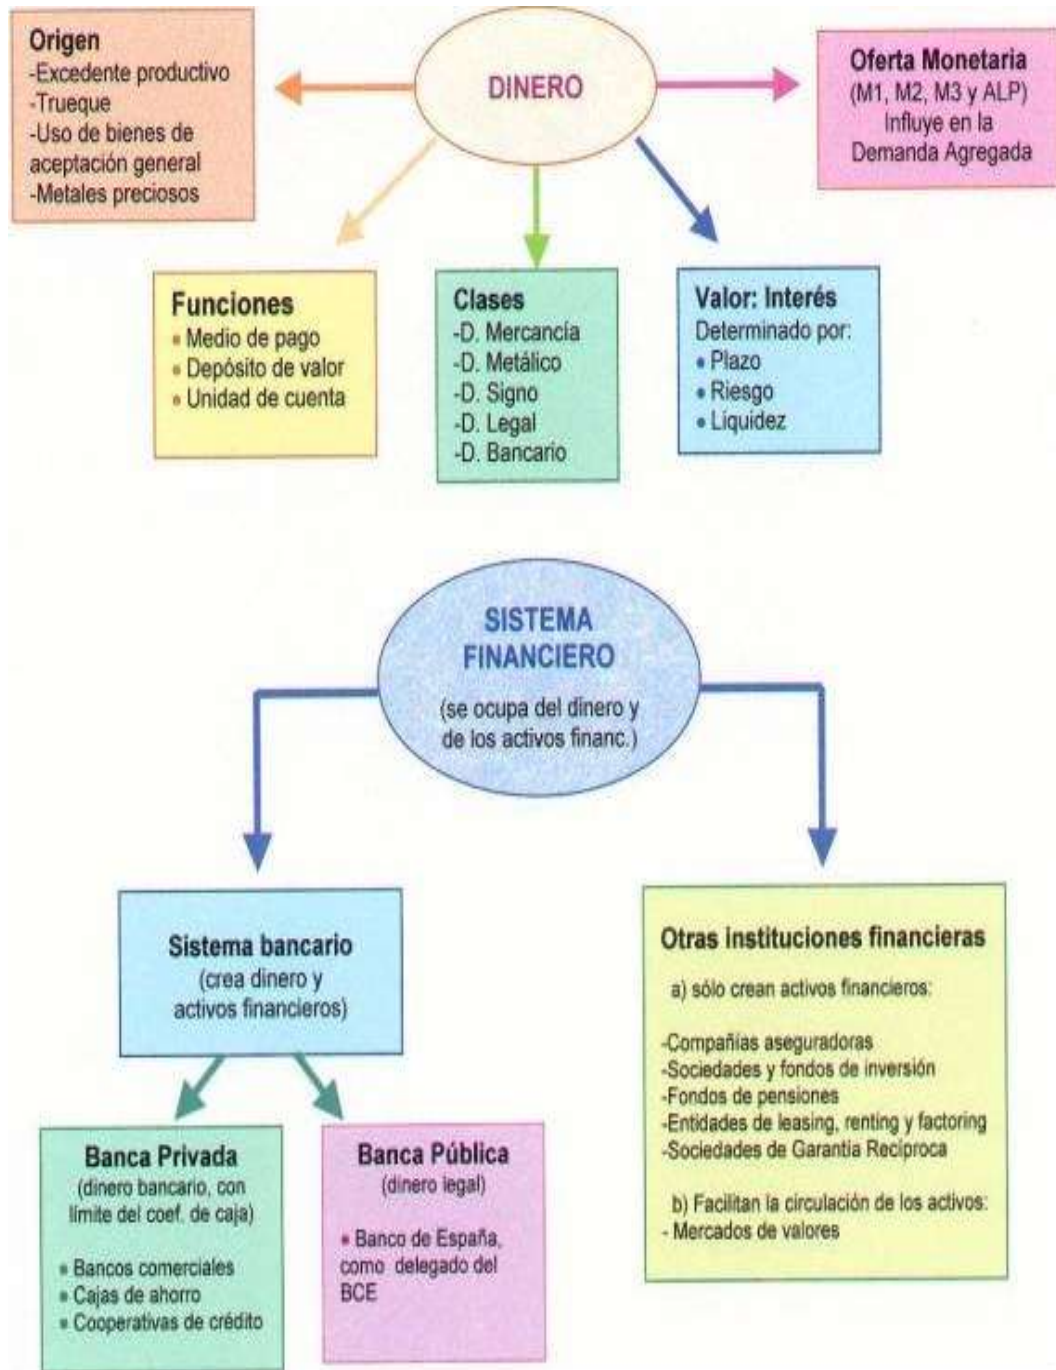 DINERO
Origen
-Excedente productivo
-Trueque
-Uso de bienes de
aceptación general
-Metales preciosos
Oferta Monetaria
(M1, M2, M3 y ALP)
Influye en la
Demanda Agregada
Funciones
• Medio de pago
• Depósito de valor
• Unidad de cuenta
Clases
-D. Mercancía
-D. Metálico
-D. Signo
-D. Legal
-D. Bancario
Valor: Interés
Determinado por:
• Plazo
• Riesgo
• Líquidez
SISTEMA
FINANCIERO
(se ocupa del dinero y
de los activos financ.)
Sistema bancario
(crea dinero y
activos financieros)
Banca Privada
(dinero bancario, con
límite del coef. de caja)
• Bancos comerciales
• Cajas de ahorro
• Cooperativas de crédito
Banca Pública
(dinero legal)
• Banco de España,
como delegado del
BCE
Otras instituciones financieras
a) sólo crean activos financieros:
-Compañías aseguradoras
-Sociedades y fondos de inversión
-Fondos de pensiones
-Entidades de leasing, renting y factoring
-Sociedades de Garantía Recíproca
b) Facilitan la circulación de los activos:
- Mercados de valores